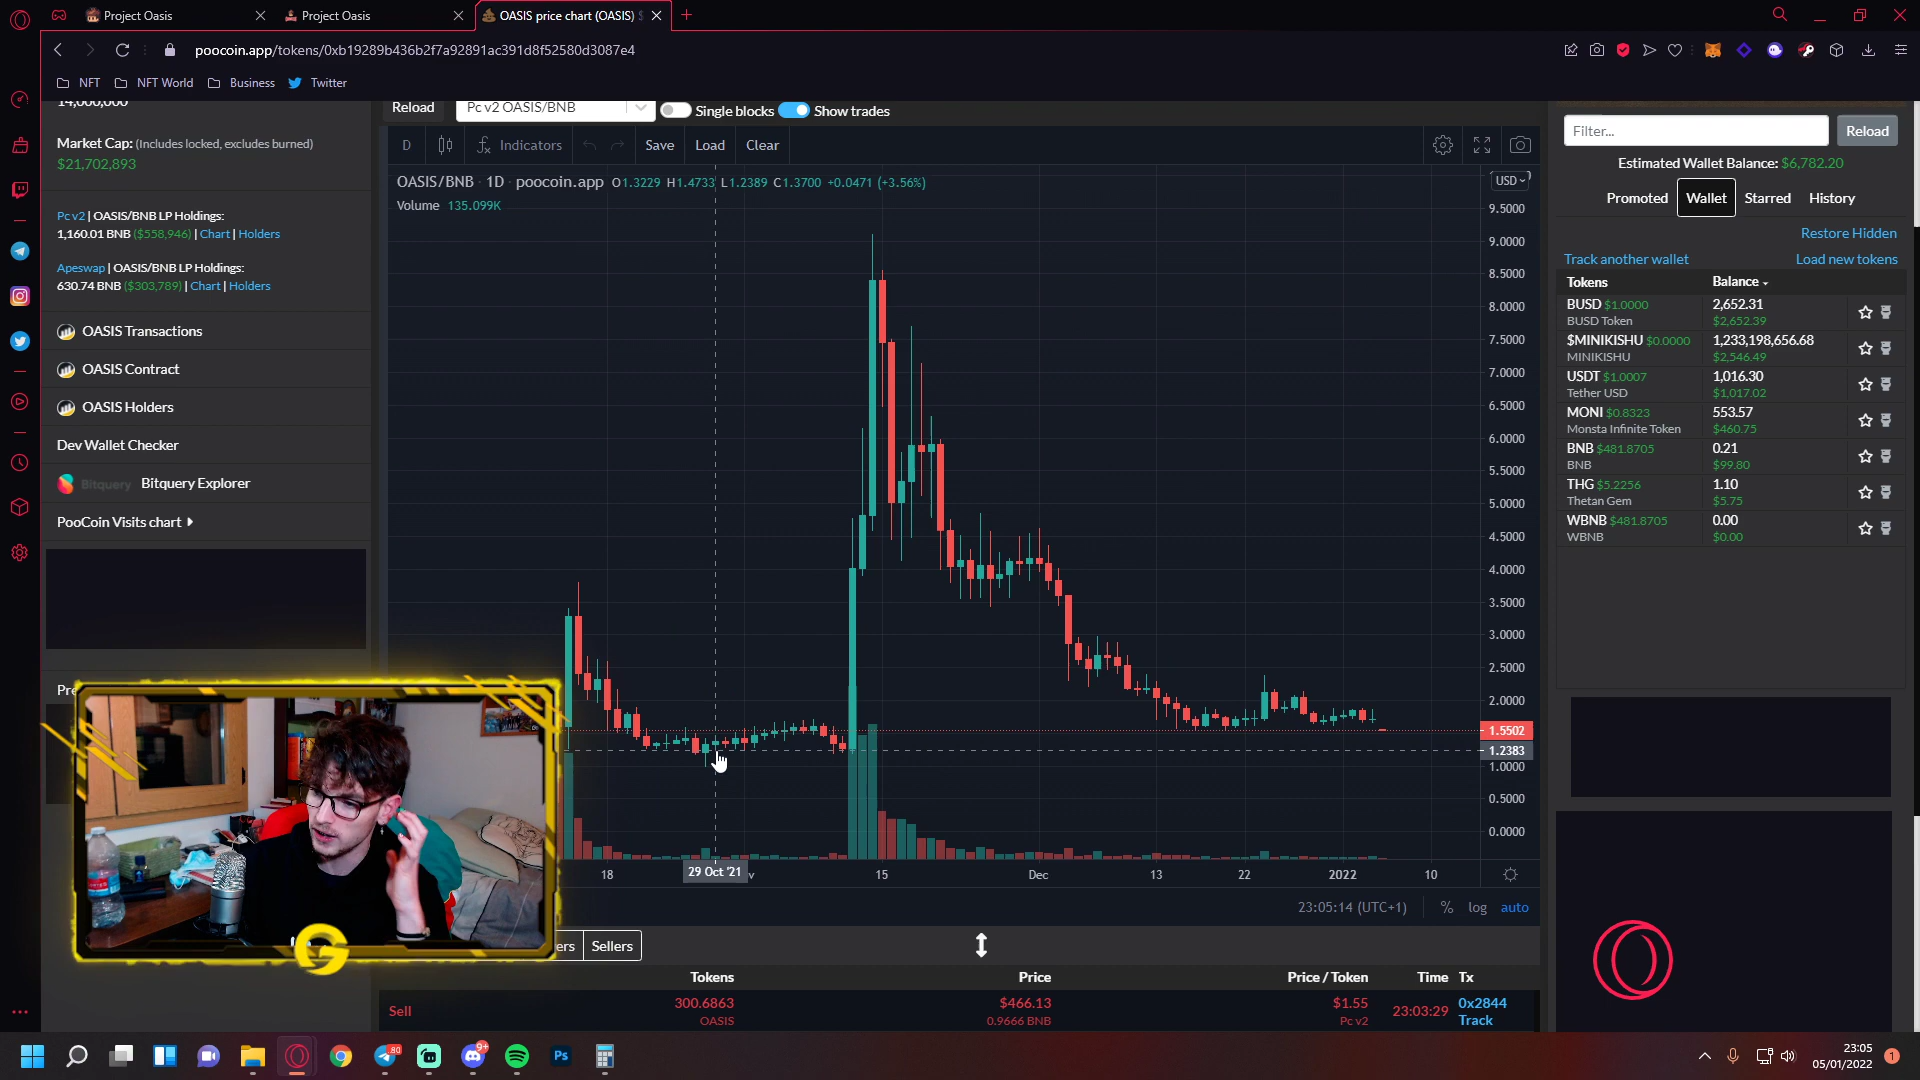 Project Oasis
Project Oasis
OASIS price chart (OASIS) $
poocoin.app/tokens/0xb19289b436b2f7a92891ac391d8f52580d3087e4
NFT
NFT World
Business
Twitter
14,000,000
Market Cap: (Includes locked, excludes burned)
$21,702,893
Pc v2 | OASIS/BNB LP Holdings:
1,160.01 BNB ($558,946) | Chart | Holders
Apeswap | OASIS/BNB LP Holdings:
630.74 BNB ($303,789) | Chart | Holders
OASIS Transactions
OASIS Contract
OASIS Holders
Dev Wallet Checker
Bitquery Bitquery Explorer
PooCoin Visits chart
Pre
Reload
Pc v2 OASIS/BNB
Single blocks
Show trades
D
Indicators
Save
Load
Clear
OASIS/BNB · 1D · poocoin.app O1.3229 H1.4733 L1.2389 C1.3700 +0.0471 (+3.56%)
Volume 135.099K
USD
9.5000
9.0000
8.5000
8.0000
7.5000
7.0000
6.5000
6.0000
5.5000
5.0000
4.5000
4.0000
3.5000
3.0000
2.5000
2.0000
1.5502
1.2383
1.0000
0.5000
0.0000
18
29 Oct '21
v
15
Dec
13
22
2022
10
23:05:14 (UTC+1)
%
log
auto
ers
Sellers
Tokens
Price
Price / Token
Time
Tx
Sell
300.6863
OASIS
$466.13
0.9666 BNB
$1.55
Pc v2
23:03:29
0x2844
Track
Filter...
Reload
Estimated Wallet Balance: $6,782.20
Promoted
Wallet
Starred
History
Restore Hidden
Track another wallet
Load new tokens
Tokens
Balance
BUSD $1.0000
BUSD Token
2,652.31
$2,652.39
$MINIKISHU $0.0000
MINIKISHU
1,233,198,656.68
$2,546.49
USDT $1.0007
Tether USD
1,016.30
$1,017.02
MONI $0.8323
Monsta Infinite Token
553.57
$460.75
BNB $481.8705
BNB
0.21
$99.80
THG $5.2256
Thetan Gem
1.10
$5.75
WBNB $481.8705
WBNB
0.00
$0.00
G
80
9+
Ps
23:05
05/01/2022
1